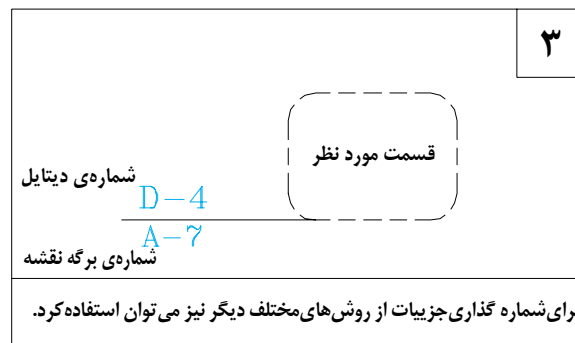 ۳
قسمت مورد نظر
شماره‌ی دیتایل
D-4
A-7
شماره‌ی برگه نقشه
رای شماره گذاری جزییات از روش‌های مختلف دیگر نیز می‌توان استفاده کرد.